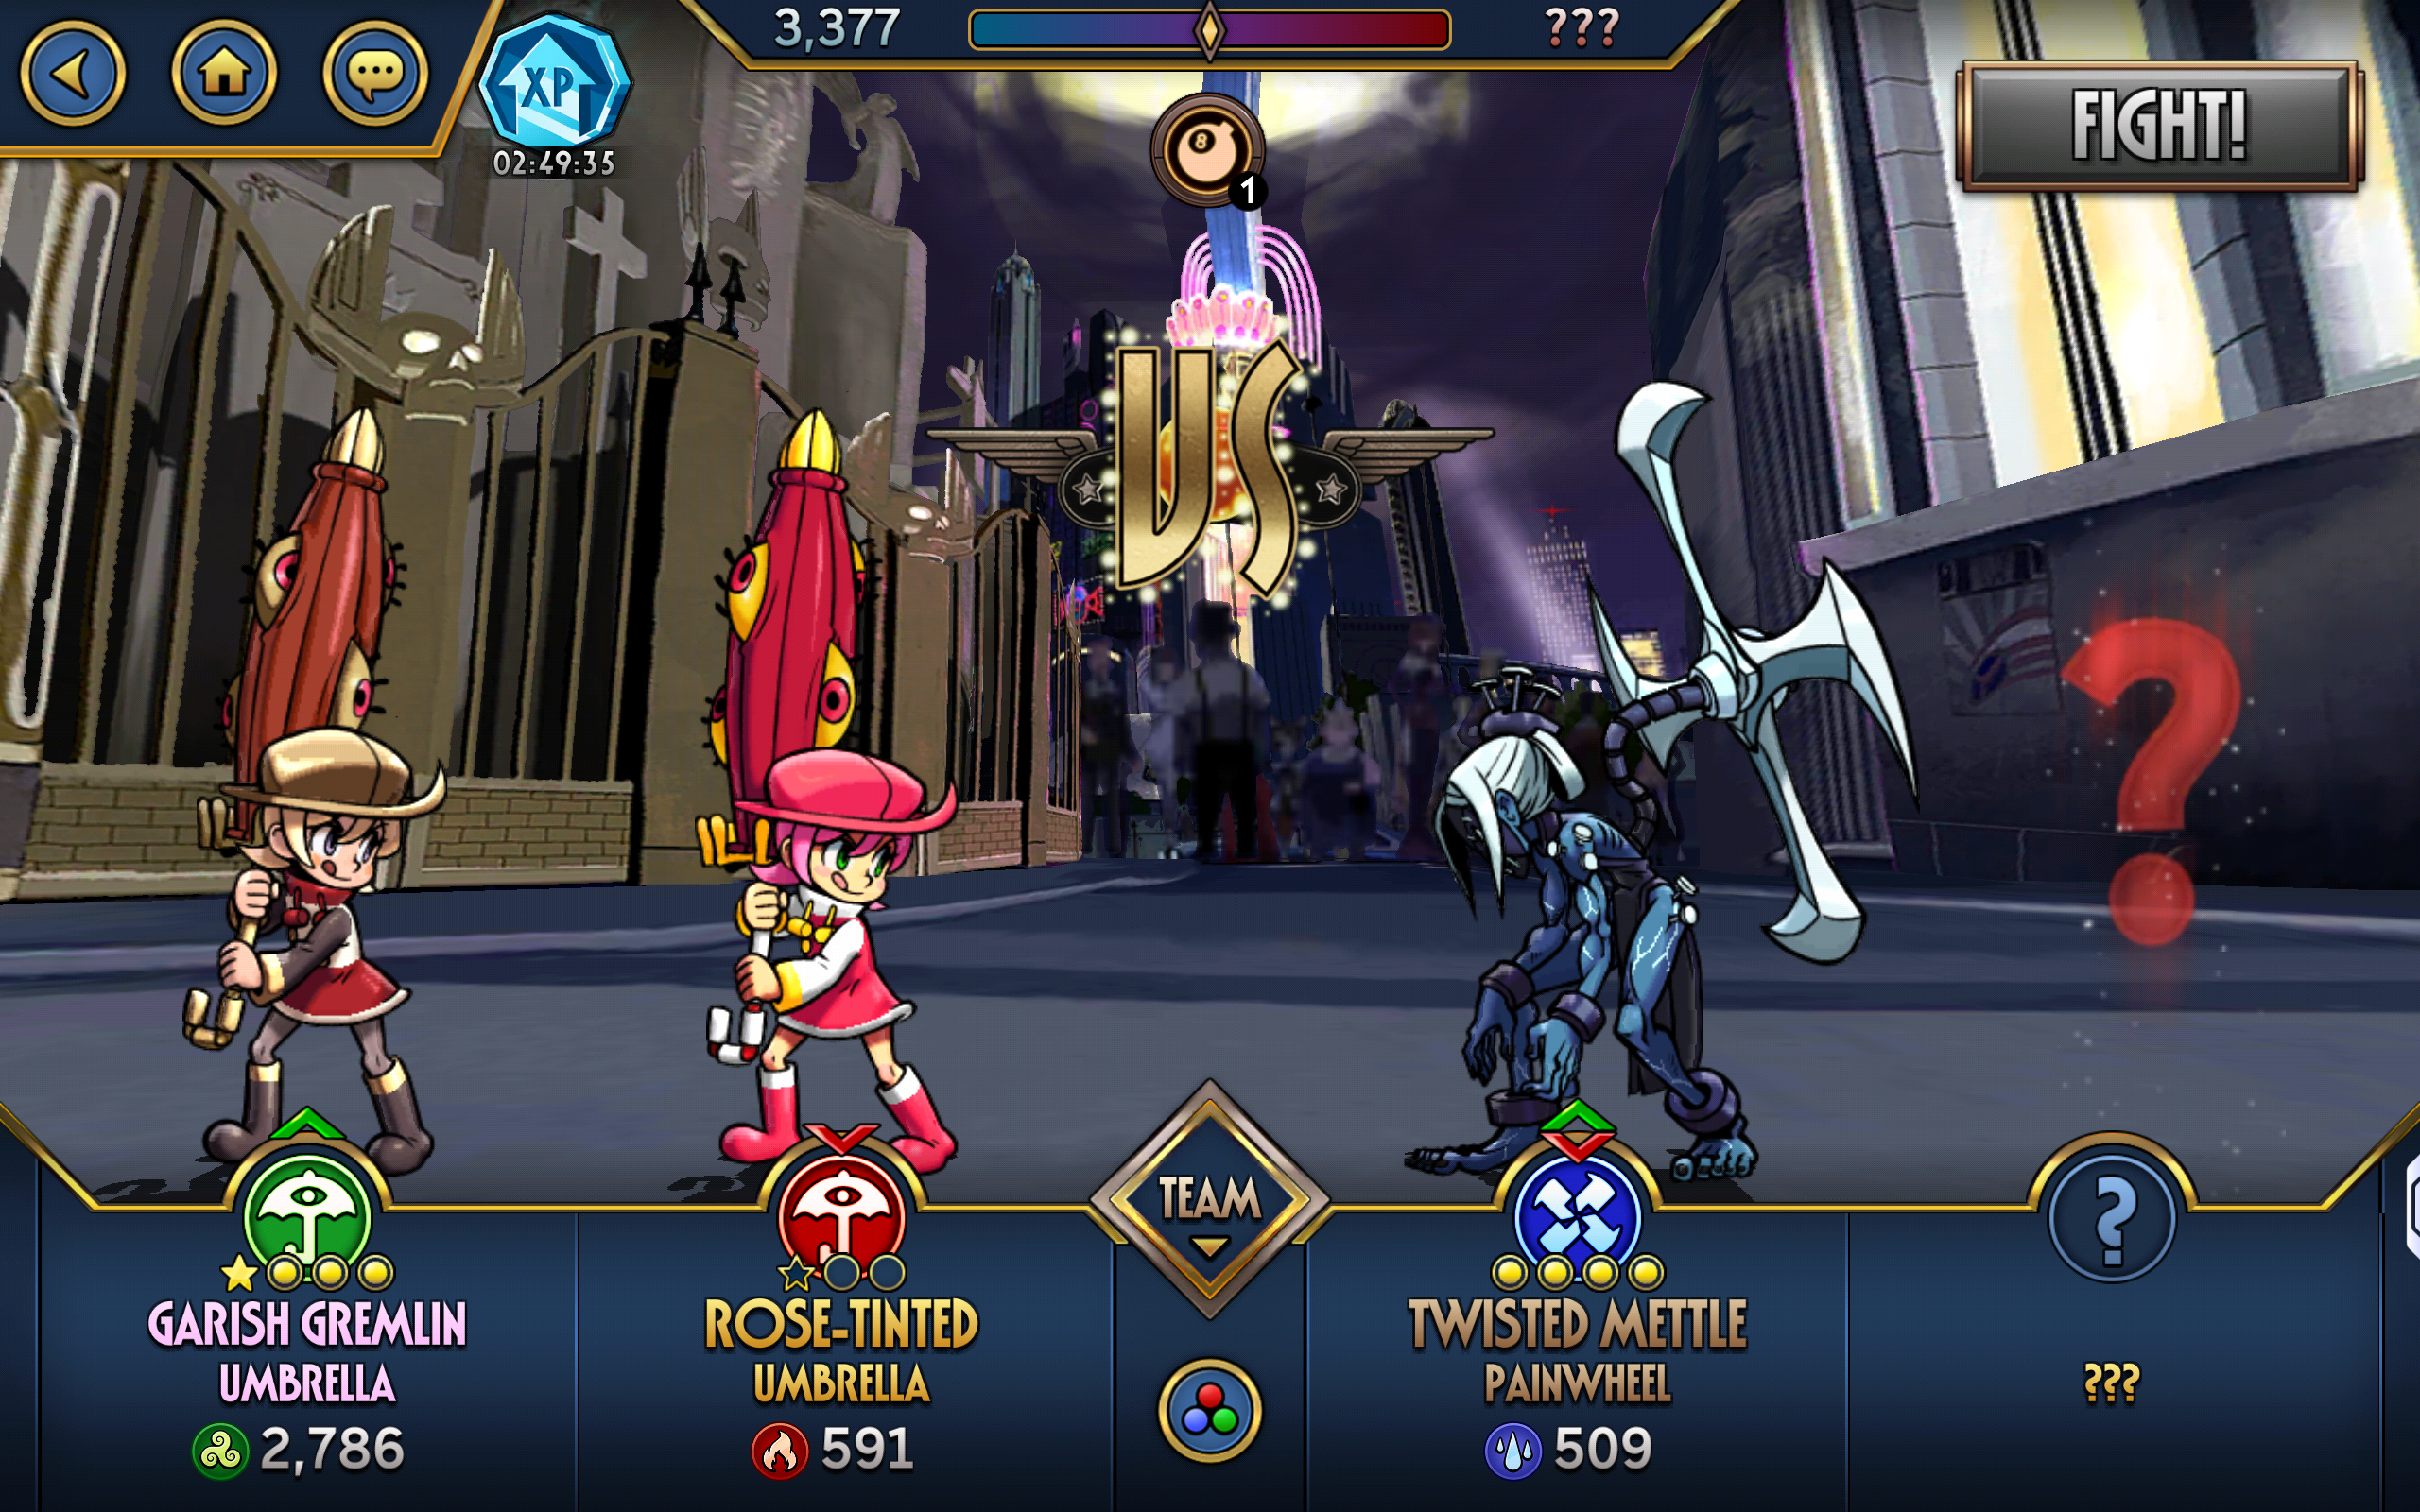 3,377
???
XP
02:49:35
8
1
FIGHT!
VS
TEAM
GARISH GREMLIN
UMBRELLA
2,786
ROSE-TINTED
UMBRELLA
591
TWISTED METTLE
PAINWHEEL
509
?
???